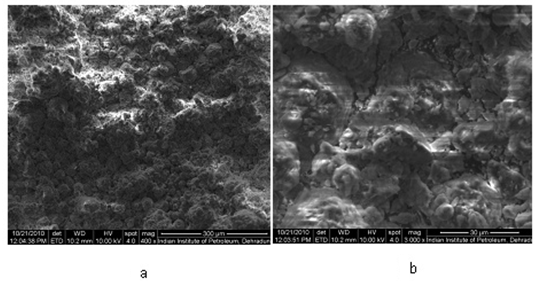 10/21/2010 det WD HV spot mag 300 µm
12:04:38 PM ETD 10.2 mm 10.00 kV 4.0 400 x Indian Institute of Petroleum, Dehradun
10/21/2010 det WD HV spot mag 30 µm
12:03:51 PM ETD 10.2 mm 10.00 kV 4.0 3 000 x Indian Institute of Petroleum, Dehradun
a
b